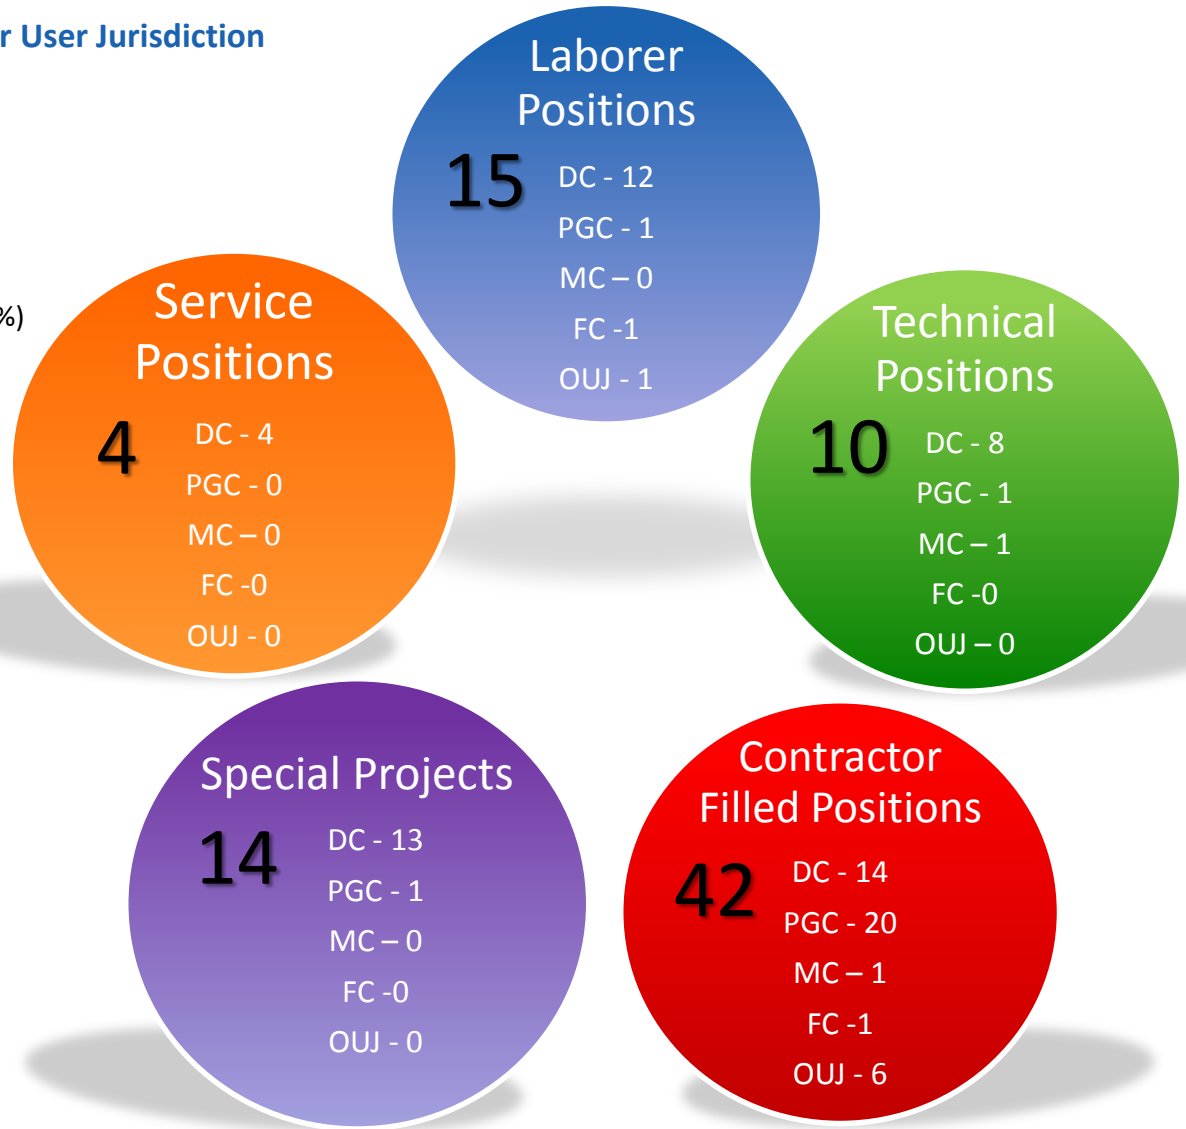 r User Jurisdiction
Laborer
Positions
15
DC - 12
PGC - 1
MC – 0
FC -1
OUJ - 1
%)
Service
Positions
4
DC - 4
PGC - 0
MC – 0
FC -0
OUJ - 0
Technical
Positions
10
DC - 8
PGC - 1
MC – 1
FC -0
OUJ – 0
Special Projects
14
DC - 13
PGC - 1
MC – 0
FC -0
OUJ - 0
Contractor
Filled Positions
42
DC - 14
PGC - 20
MC – 1
FC -1
OUJ - 6